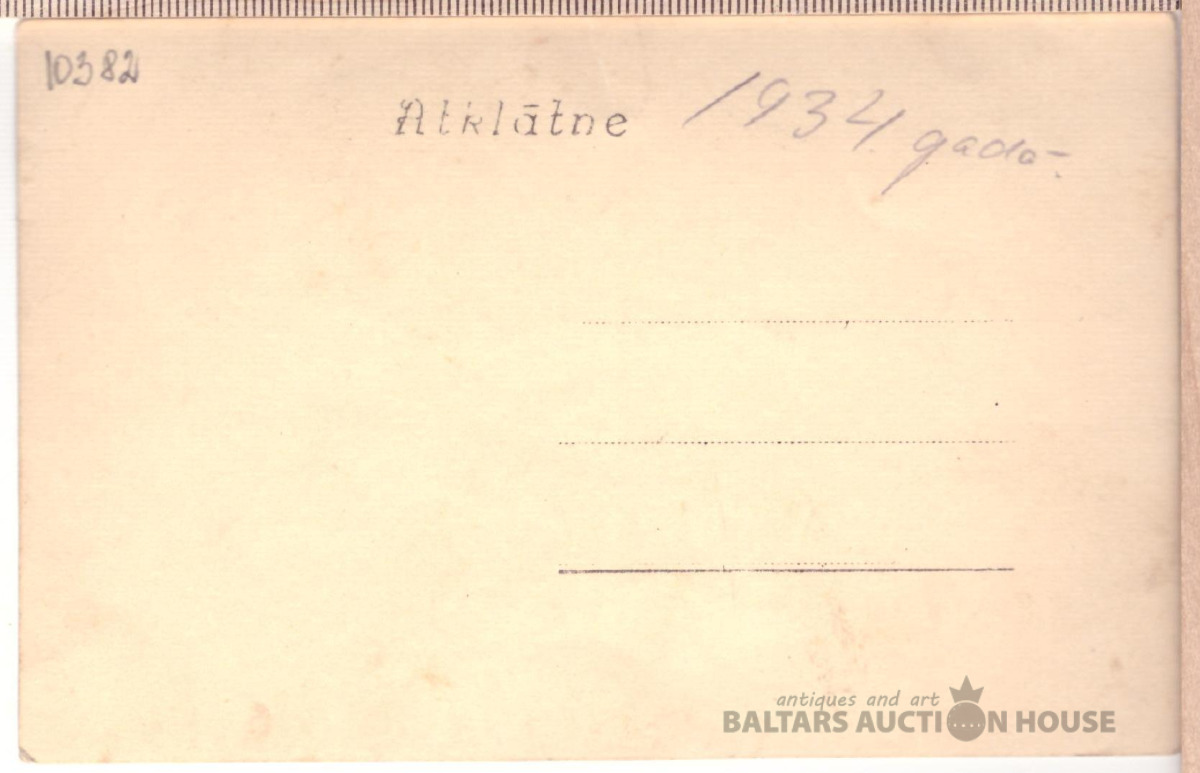 10382
Atklātne
1934 gadā
antiques and art
BALTARS AUCTION HOUSE